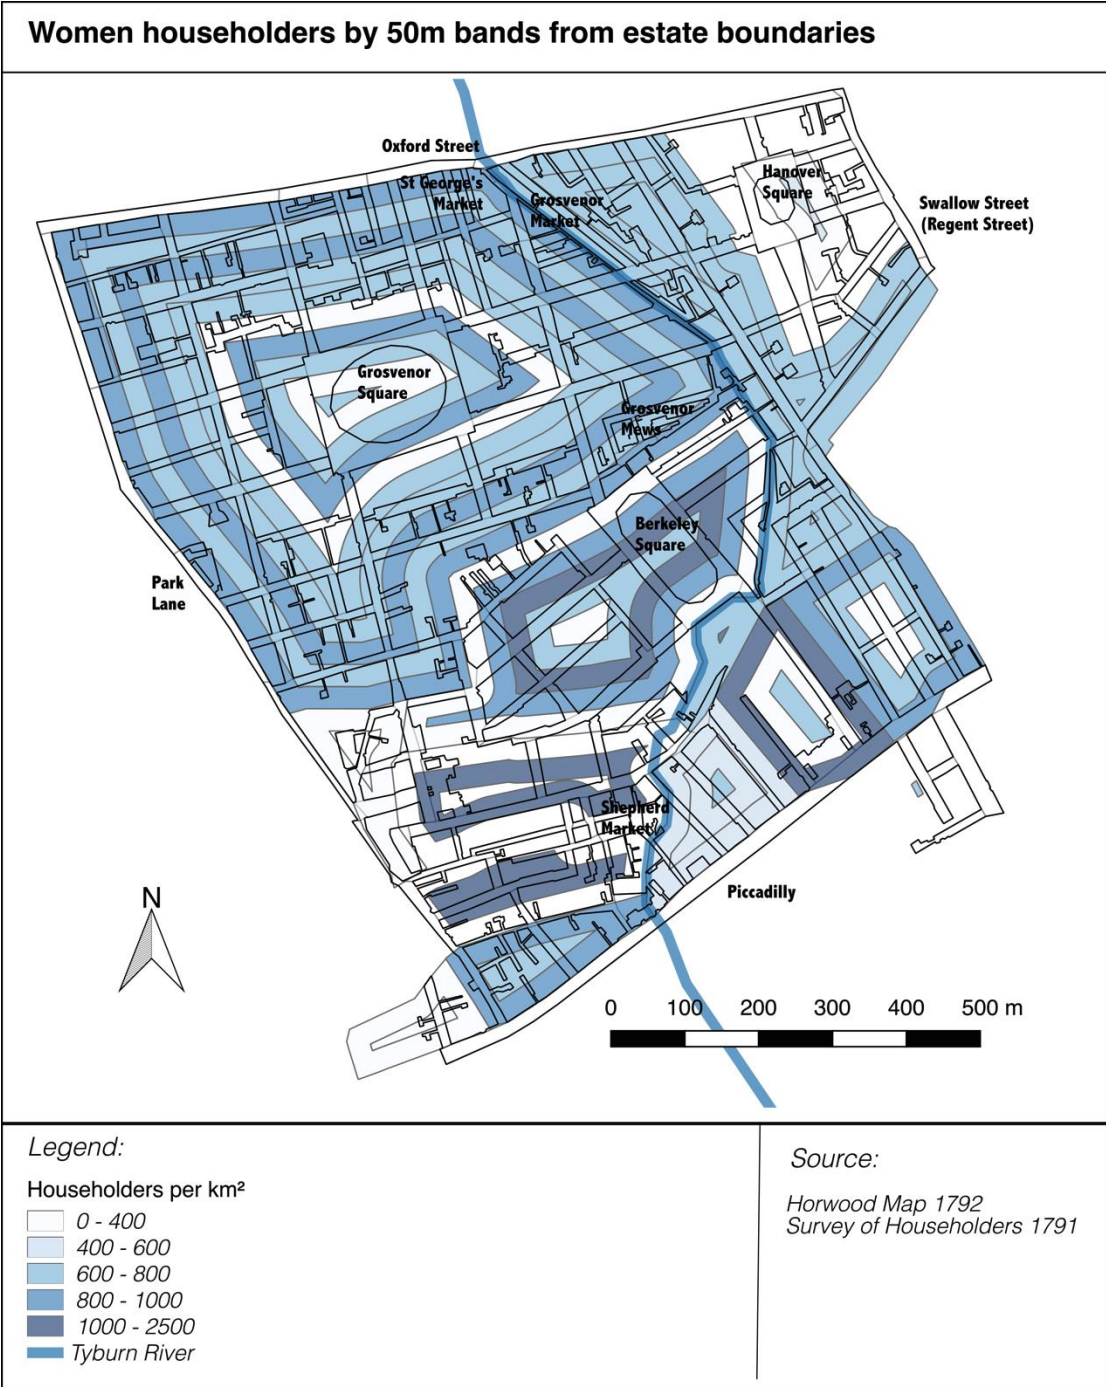 Women householders by 50m bands from estate boundaries
Oxford Street
St George's
Market
Grosvenor
Market
Hanover
Square
Swallow Street
(Regent Street)
Grosvenor
Square
Grosvenor
Mews
Berkeley
Square
Park
Lane
Shepherd
Market
Piccadilly
N
0 100 200 300 400 500 m
Legend:
Householders per km²
0 - 400
400 - 600
600 - 800
800 - 1000
1000 - 2500
Tyburn River
Source:
Horwood Map 1792
Survey of Householders 1791